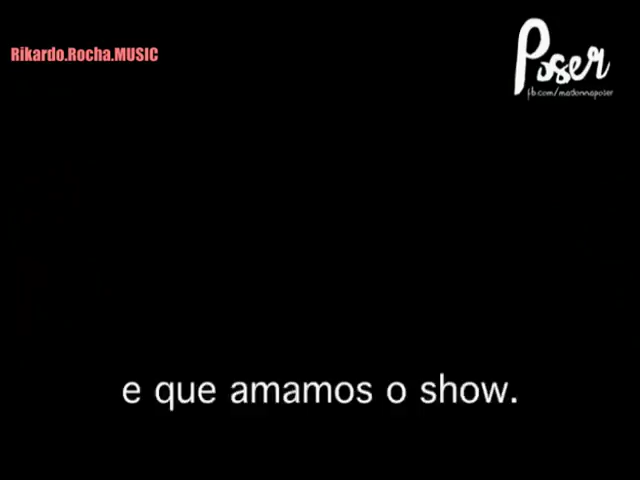 Rikardo.Rocha.MUSIC
Poser
fb.com/madonnaposer
e que amamos o show.